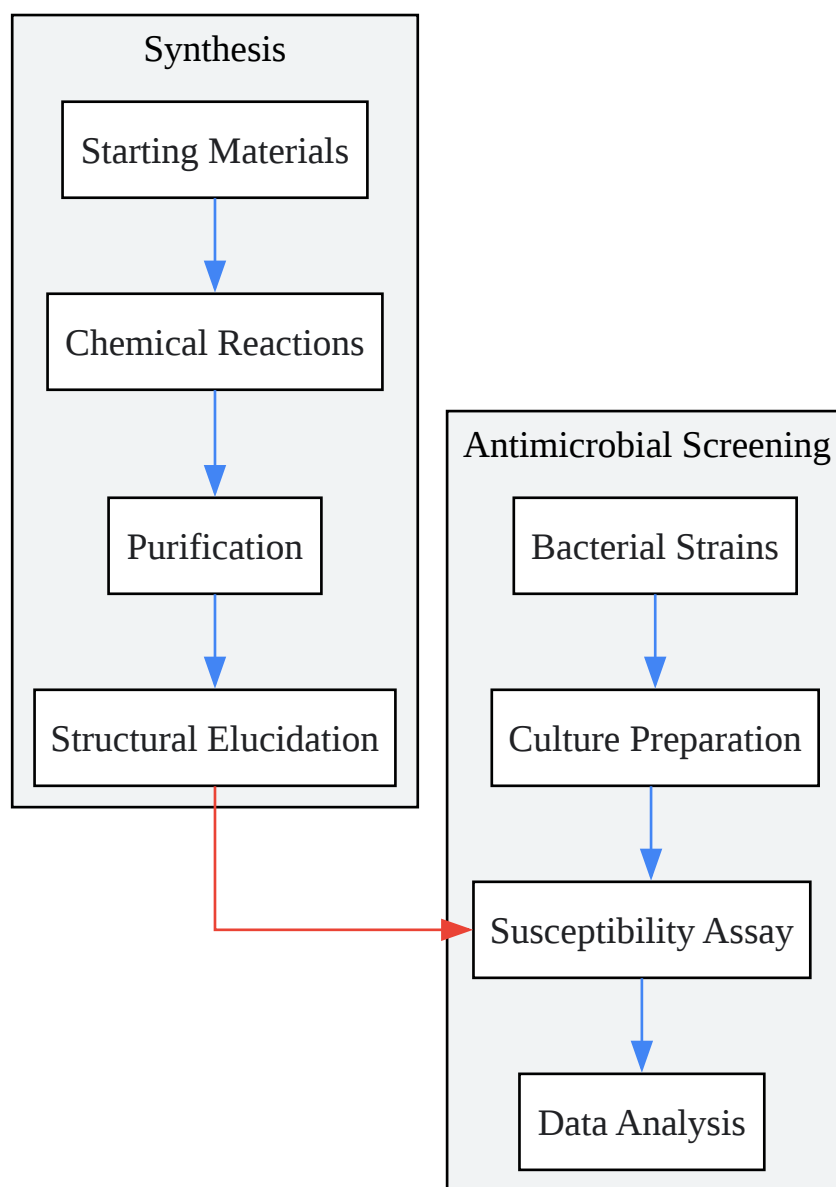 Synthesis
Starting Materials
Chemical Reactions
Purification
Structural Elucidation
Antimicrobial Screening
Bacterial Strains
Culture Preparation
Susceptibility Assay
Data Analysis